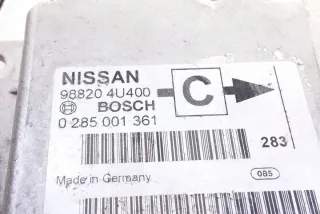 NISSAN
98820 4U400
C
BOSCH
0 285 001 361
283
085
Made in Germany